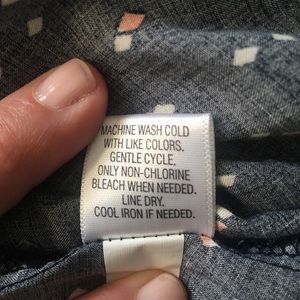 MACHINE WASH COLD
WITH LIKE COLORS.
GENTLE CYCLE.
ONLY NON-CHLORINE
BLEACH WHEN NEEDED.
LINE DRY.
COOL IRON IF NEEDED.